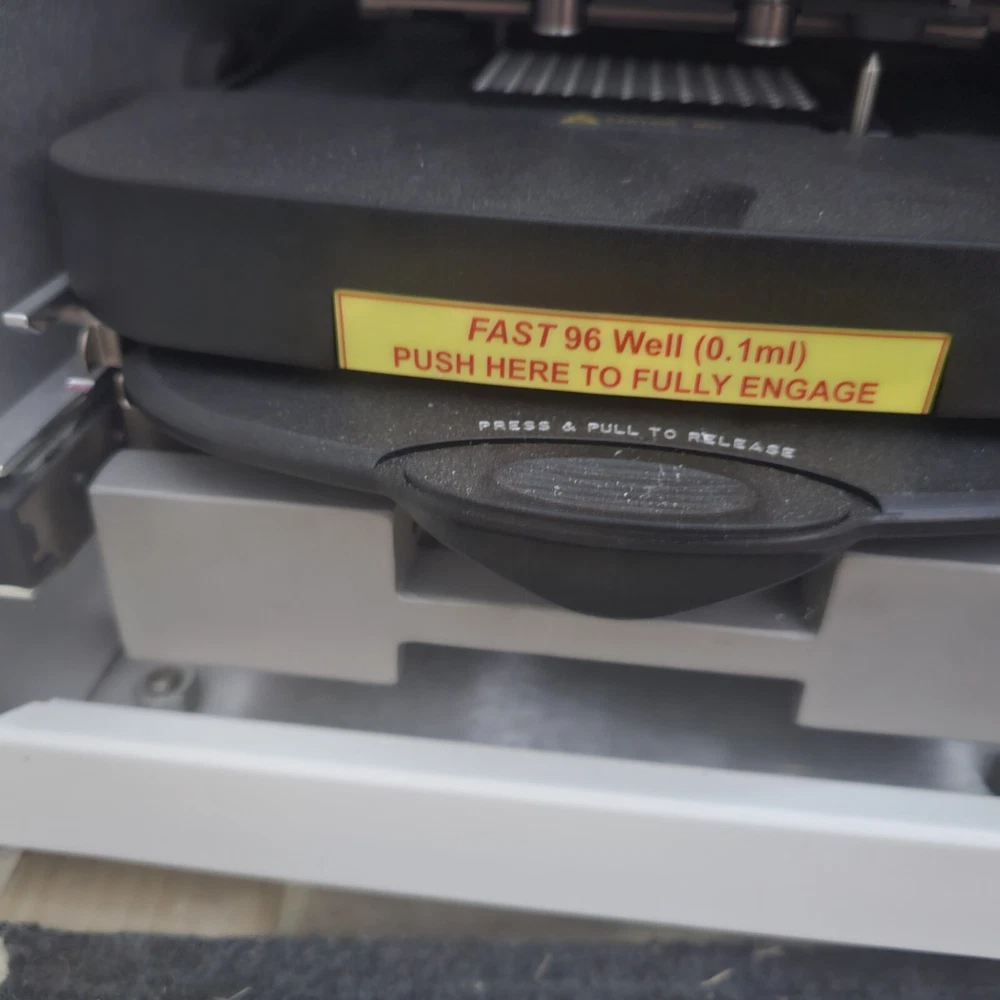 FAST 96 Well (0.1ml)
PUSH HERE TO FULLY ENGAGE
PRESS & PULL TO RELEASE